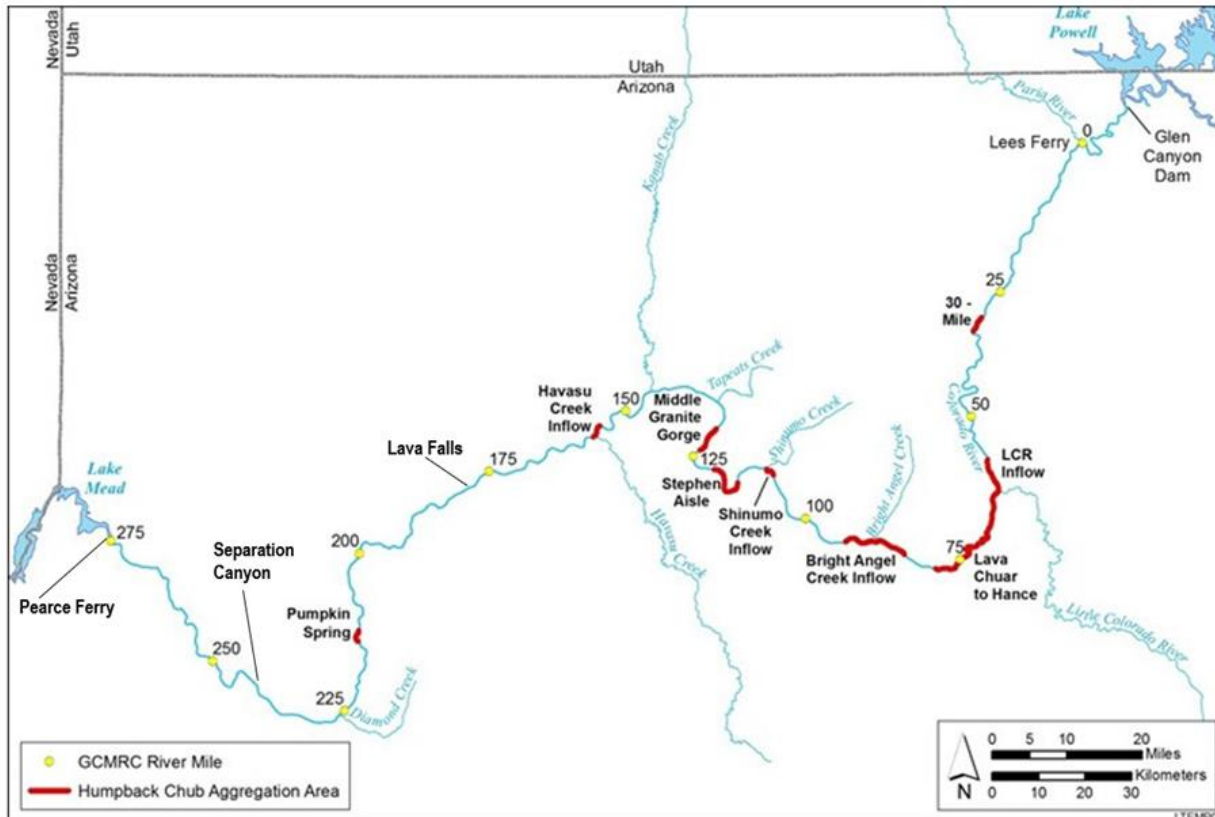 Nevada
Utah
Utah
Arizona
Nevada
Arizona
Lake
Powell
Paria River
0
Lees Ferry
Glen
Canyon
Dam
Kanab Creek
25
30 -
Mile
Colorado River
50
LCR
Inflow
Tapeats Creek
Havasu
Creek
Inflow
150
Middle
Granite
Gorge
Shinumo Creek
125
Stephen
Aisle
Shinumo
Creek
Inflow
100
Bright Angel Creek
Bright Angel
Creek Inflow
75
Lava
Chuar
to Hance
Little Colorado River
Lava Falls
175
Havasu Creek
Lake
Mead
275
Pearce Ferry
Separation
Canyon
200
Pumpkin
Spring
250
225
Diamond Creek
GCMRC River Mile
Humpback Chub Aggregation Area
N
0 5 10 20
Miles
Kilometers
0 10 20 30